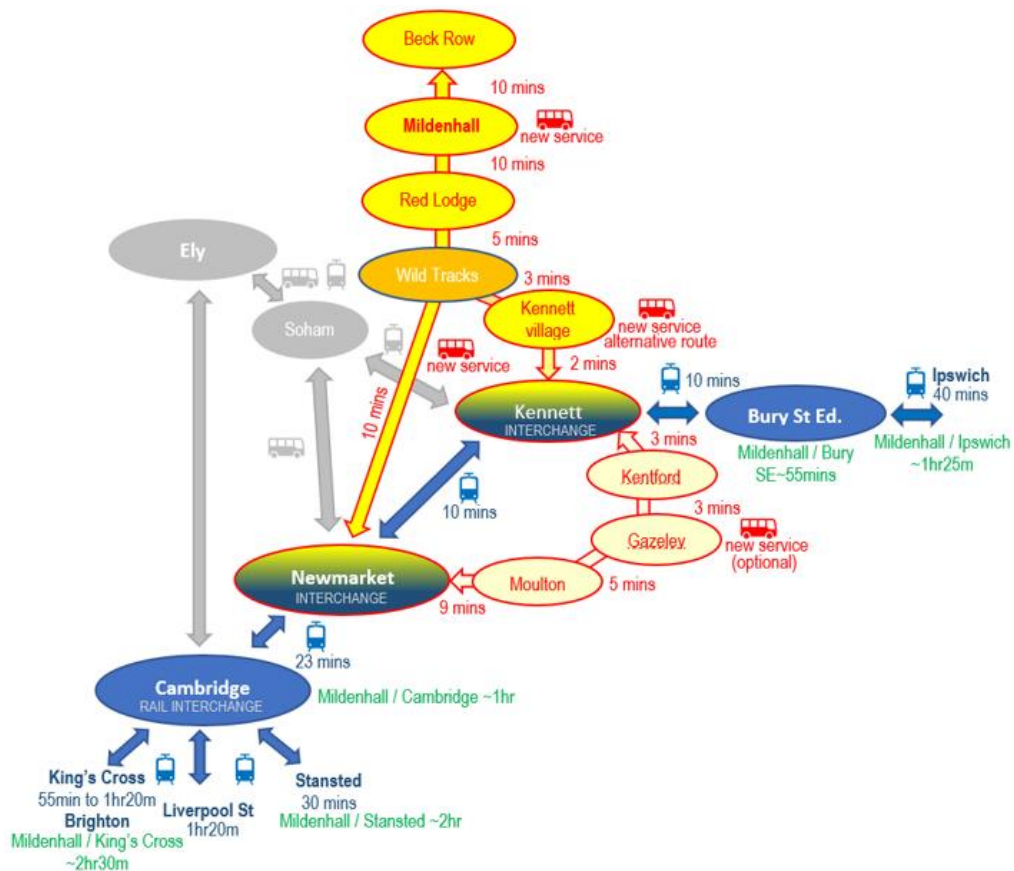 Beck Row
10 mins
Mildenhall
new service
10 mins
Red Lodge
5 mins
Ely
Wild Tracks
3 mins
Soham
Kennett
village
new service
alternative route
new service
2 mins
10 mins
Kennett
INTERCHANGE
10 mins
Bury St Ed.
Ipswich
40 mins
Mildenhall / Bury
SE~55mins
Mildenhall / Ipswich
~1hr25m
3 mins
Kentford
10 mins
3 mins
Gazeley
new service
(optional)
Newmarket
INTERCHANGE
Moulton
5 mins
9 mins
23 mins
Cambridge
RAIL INTERCHANGE
Mildenhall / Cambridge ~1hr
King's Cross
55min to 1hr20m
Brighton
Mildenhall / King's Cross
~2hr30m
Liverpool St
1hr20m
Stansted
30 mins
Mildenhall / Stansted ~2hr